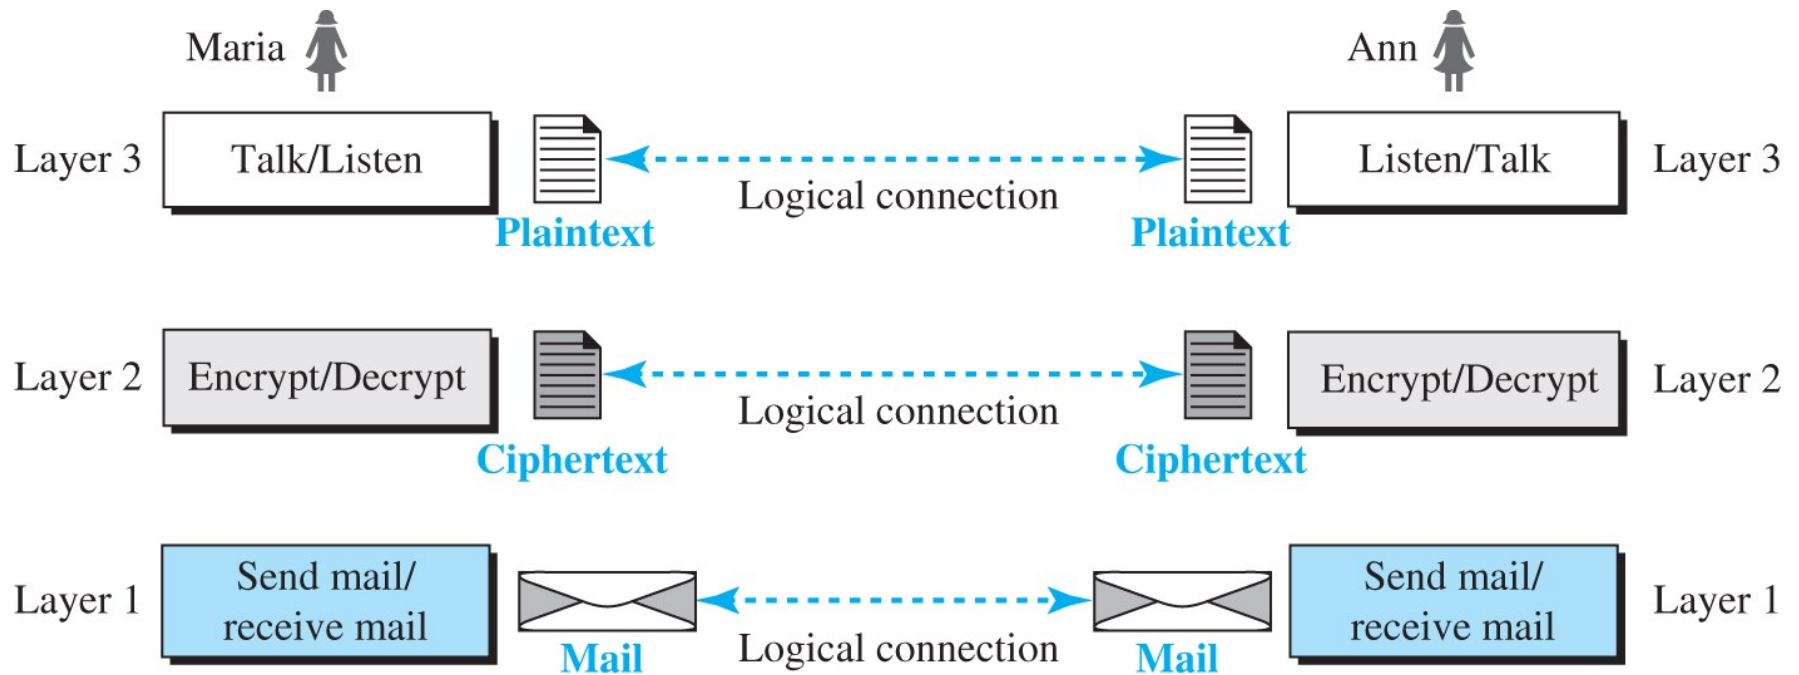 Maria
Ann
Layer 3
Talk/Listen
Plaintext
Logical connection
Plaintext
Listen/Talk
Layer 3
Layer 2
Encrypt/Decrypt
Ciphertext
Logical connection
Ciphertext
Encrypt/Decrypt
Layer 2
Layer 1
Send mail/
receive mail
Mail
Logical connection
Mail
Send mail/
receive mail
Layer 1